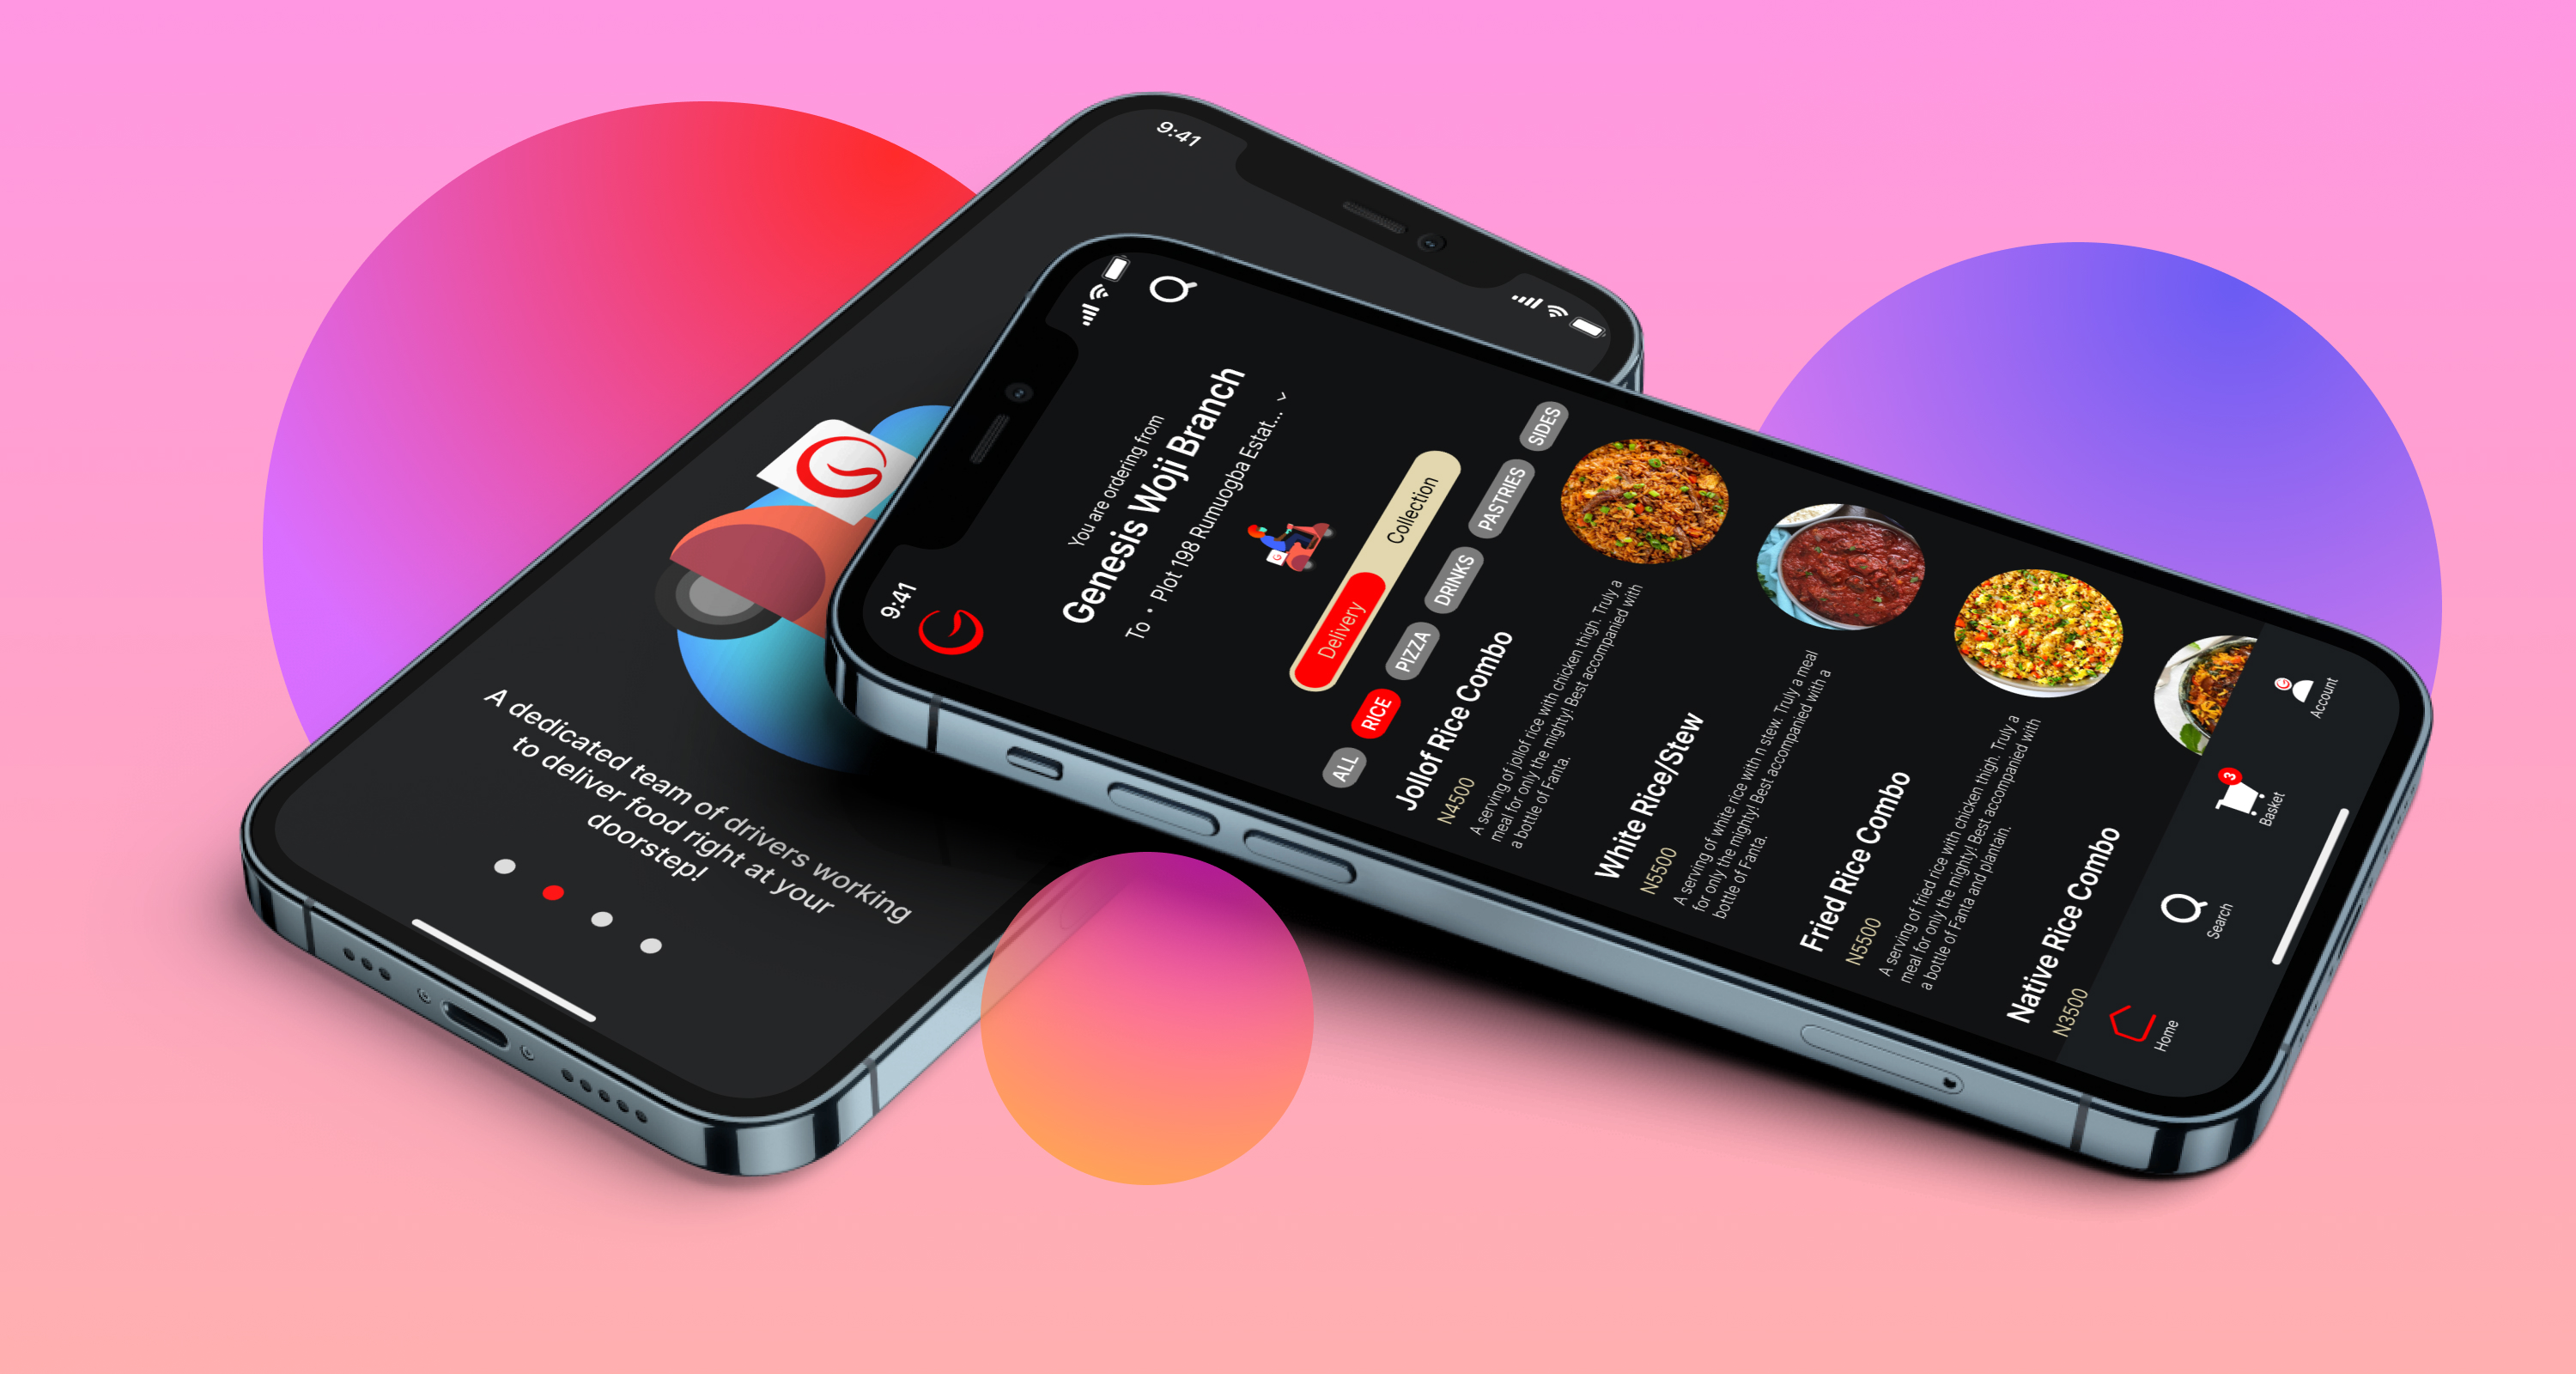 9:41
A dedicated team of drivers working
to deliver food right at your
doorstep!
9:41
You are ordering from
Genesis Woji Branch
To • Plot 198 Rumuogba Estat...
Delivery
Collection
ALL
RICE
PIZZA
DRINKS
PASTRIES
SIDES
Jollof Rice Combo
N4500
A serving of jollof rice with chicken thigh. Truly a
meal for only the mighty! Best accompanied with
a bottle of Fanta.
White Rice/Stew
N5500
A serving of white rice with n stew. Truly a meal
for only the mighty! Best accompanied with a
bottle of Fanta.
Fried Rice Combo
N5500
A serving of fried rice with chicken thigh. Truly a
meal for only the mighty! Best accompanied with
a bottle of Fanta and plantain.
Native Rice Combo
N3500
Home
Search
3
Basket
Account